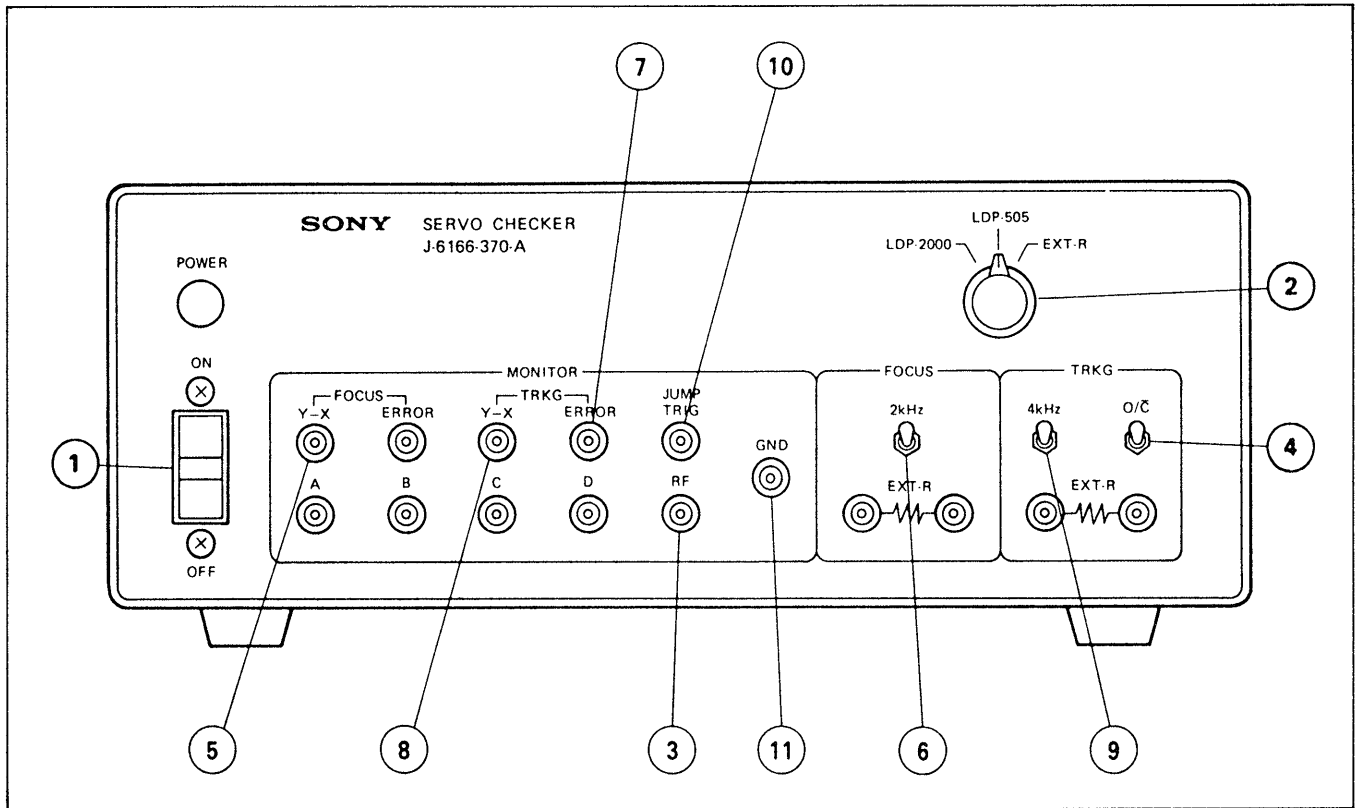 7
10
SONY SERVO CHECKER
J-6166-370-A
LDP-505
LDP-2000
EXT-R
POWER
2
ON
MONITOR
FOCUS
TRKG
FOCUS
TRKG
JUMP
TRIG
Y-X
ERROR
Y-X
ERROR
2kHz
4kHz
O/C̄
1
4
GND
A
B
C
D
RF
EXT-R
EXT-R
OFF
5
8
3
11
6
9